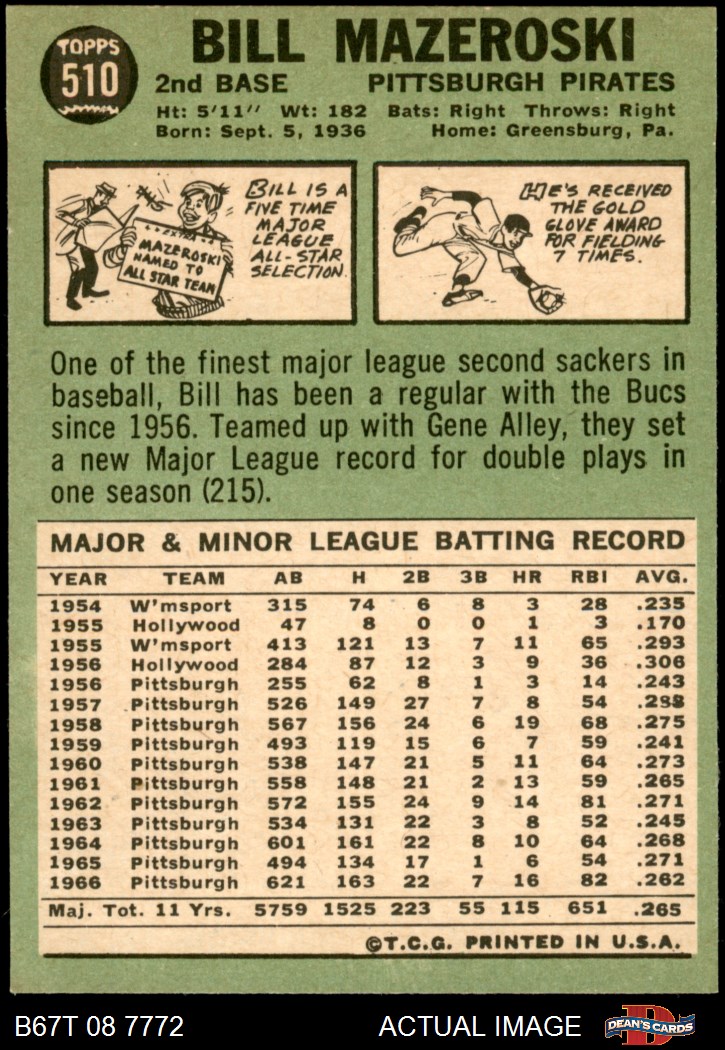 TOPPS
510
BILL MAZEROSKI
2nd BASE PITTSBURGH PIRATES
Ht: 5'11" Wt: 182 Bats: Right Throws: Right
Born: Sept. 5, 1936 Home: Greensburg, Pa.
MAZEROSKI
NAMED TO
ALL STAR TEAM
BILL IS A
FIVE TIME
MAJOR
LEAGUE
ALL-STAR
SELECTION.
HE'S RECEIVED
THE GOLD
GLOVE AWARD
FOR FIELDING
7 TIMES.
One of the finest major league second sackers in
baseball, Bill has been a regular with the Bucs
since 1956. Teamed up with Gene Alley, they set
a new Major League record for double plays in
one season (215).
MAJOR & MINOR LEAGUE BATTING RECORD
YEAR TEAM AB H 2B 3B HR RBI AVG.
1954 W'msport 315 74 6 8 3 28 .235
1955 Hollywood 47 8 0 0 1 3 .170
1955 W'msport 413 121 13 7 11 65 .293
1956 Hollywood 284 87 12 3 9 36 .306
1956 Pittsburgh 255 62 8 1 3 14 .243
1957 Pittsburgh 526 149 27 7 8 54
1958 Pittsburgh 567 156 24 6 19 68 .275
1959 Pittsburgh 493 119 15 6 7 59 .241
1960 Pittsburgh 538 147 21 5 11 64 .273
1961 Pittsburgh 558 148 21 2 13 59 .265
1962 Pittsburgh 572 155 24 9 14 81 .271
1963 Pittsburgh 534 131 22 3 8 52 .245
1964 Pittsburgh 601 161 22 8 10 64 .268
1965 Pittsburgh 494 134 17 1 6 54 .271
1966 Pittsburgh 621 163 22 7 16 82 .262
Maj. Tot. 11 Yrs. 5759 1525 223 55 115 651 .265
©T.C.G. PRINTED IN U.S.A.
B67T 08 7772 ACTUAL IMAGE
D
DEAN'S CARDS